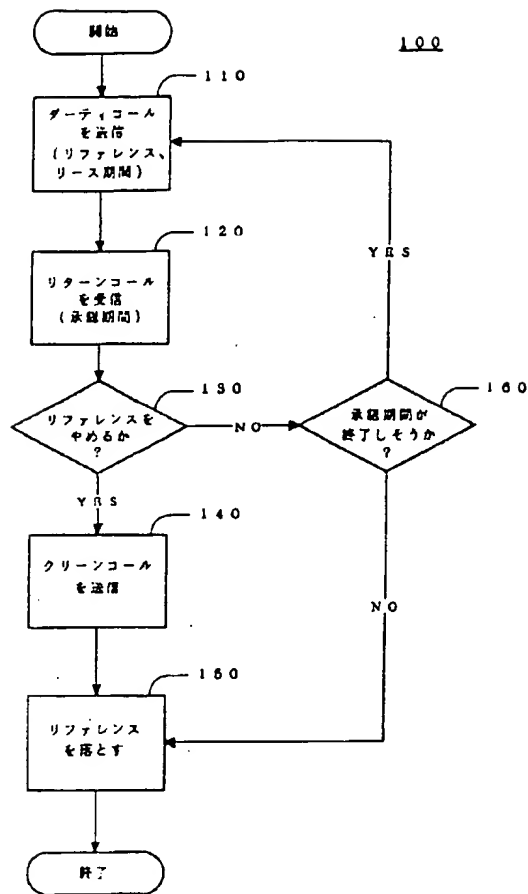 開始
100
110
ダーティコール
を送信
(リファレンス、
リース期間)
120
リターンコール
を受信
(承認期間)
130
リファレンスを
やめるか
?
NO
160
承認期間が
終了しそうか
?
YES
YES
140
クリーンコール
を送信
NO
150
リファレンス
を落とす
終了